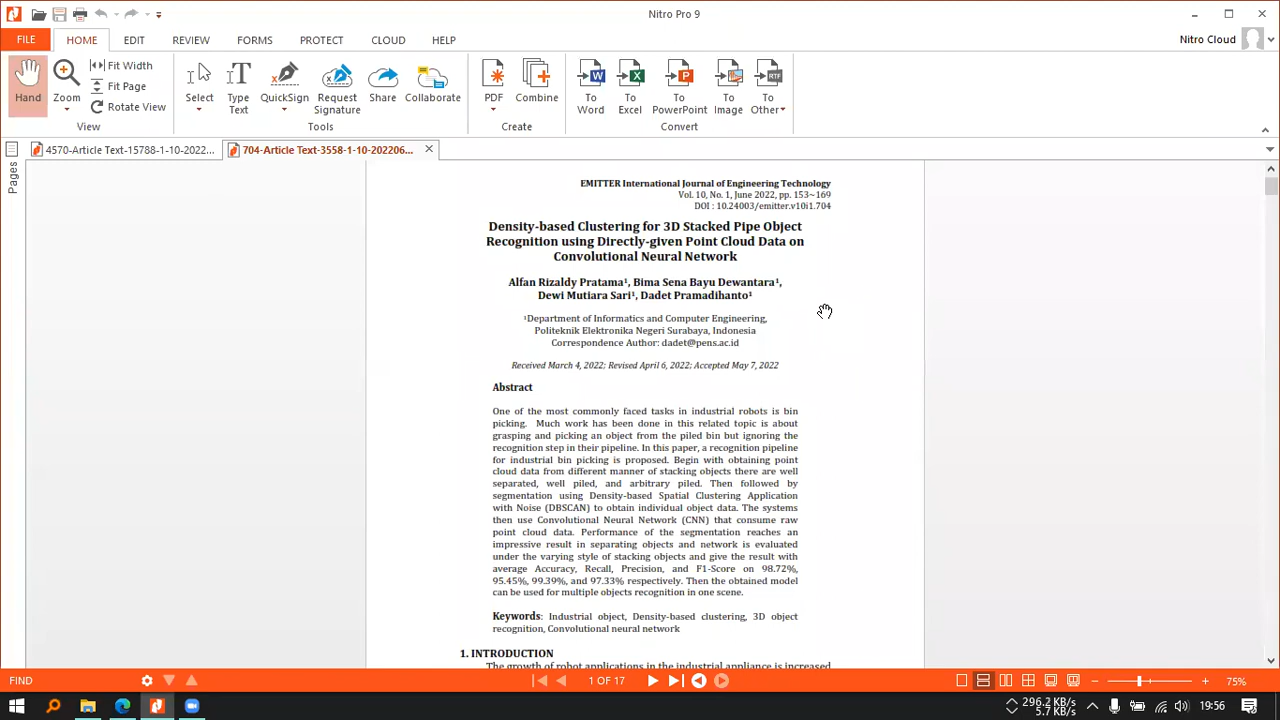 Nitro Pro 9
FILE HOME EDIT REVIEW FORMS PROTECT CLOUD HELP
Nitro Cloud
Hand
Zoom
Fit Width
Fit Page
Rotate View
View
Select
Type
Text
QuickSign
Request
Signature
Share
Collaborate
Tools
PDF
Combine
Create
To
Word
To
Excel
To
PowerPoint
To
Image
To
Other
Convert
4570-Article Text-15788-1-10-2022...
704-Article Text-3558-1-10-202206...
Pages
EMITTER International Journal of Engineering Technology
Vol. 10, No. 1, June 2022, pp. 153~169
DOI : 10.24003/emitter.v10i1.704
Density-based Clustering for 3D Stacked Pipe Object
Recognition using Directly-given Point Cloud Data on
Convolutional Neural Network
Alfan Rizaldy Pratama¹, Bima Sena Bayu Dewantara¹,
Dewi Mutiara Sari¹, Dadet Pramadihanto¹
¹Department of Informatics and Computer Engineering,
Politeknik Elektronika Negeri Surabaya, Indonesia
Correspondence Author: dadet@pens.ac.id
Received March 4, 2022; Revised April 6, 2022; Accepted May 7, 2022
Abstract
One of the most commonly faced tasks in industrial robots is bin
picking. Much work has been done in this related topic is about
grasping and picking an object from the piled bin but ignoring the
recognition step in their pipeline. In this paper, a recognition pipeline
for industrial bin picking is proposed. Begin with obtaining point
cloud data from different manner of stacking objects there are well
separated, well piled, and arbitrary piled. Then followed by
segmentation using Density-based Spatial Clustering Application
with Noise (DBSCAN) to obtain individual object data. The systems
then use Convolutional Neural Network (CNN) that consume raw
point cloud data. Performance of the segmentation reaches an
impressive result in separating objects and network is evaluated
under the varying style of stacking objects and give the result with
average Accuracy, Recall, Precision, and F1-Score on 98.72%,
95.45%, 99.39%, and 97.33% respectively. Then the obtained model
can be used for multiple objects recognition in one scene.
Keywords: Industrial object, Density-based clustering, 3D object
recognition, Convolutional neural network
1. INTRODUCTION
The growth of robot applications in the industrial appliance is increased
FIND
1 OF 17
75%
296.2 KB/s
5.7 KB/s
19:56